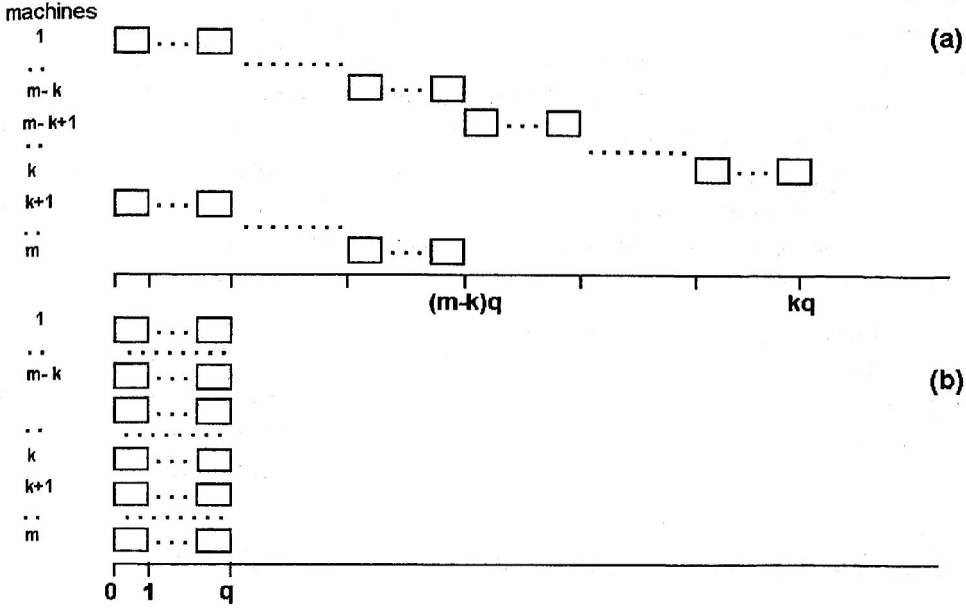 machines
1 (a)
m-k
m-k+1
k
k+1
m
(m-k)q kq
1
m-k (b)
k
k+1
m
0 1 q